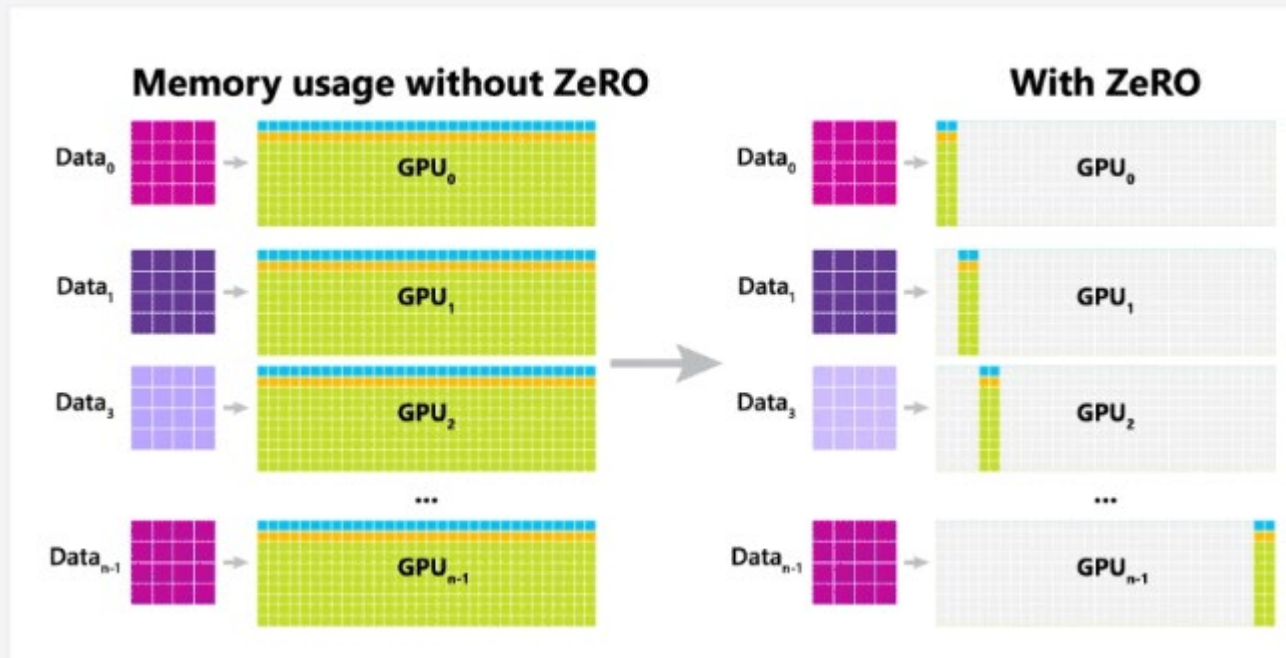 Memory usage without ZeRO
With ZeRO
Data₀
GPU₀
Data₀
GPU₀
Data₁
GPU₁
Data₁
GPU₁
Data₃
GPU₂
Data₃
GPU₂
...
...
Dataₙ₋₁
GPUₙ₋₁
Dataₙ₋₁
GPUₙ₋₁